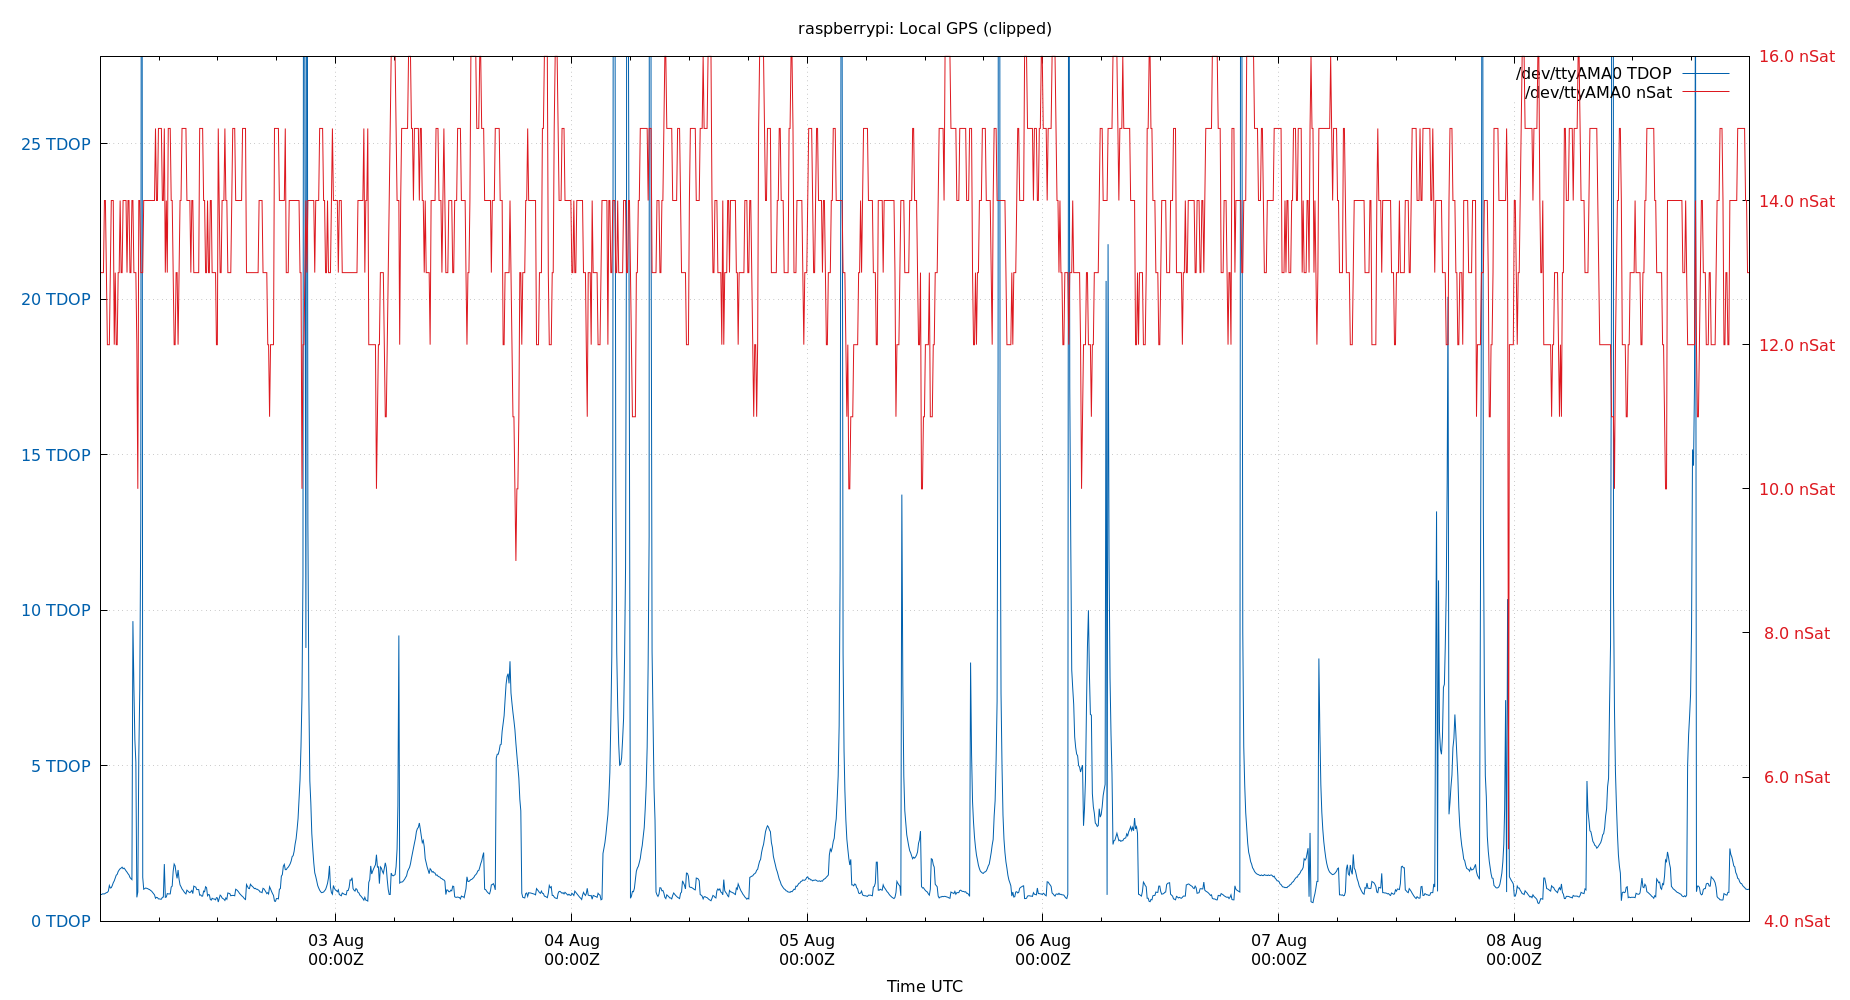 raspberrypi: Local GPS (clipped)
16.0 nSat
/dev/ttyAMA0 TDOP
/dev/ttyAMA0 nSat
25 TDOP
14.0 nSat
20 TDOP
12.0 nSat
15 TDOP
10.0 nSat
10 TDOP
8.0 nSat
5 TDOP
6.0 nSat
0 TDOP
4.0 nSat
03 Aug
00:00Z
04 Aug
00:00Z
05 Aug
00:00Z
06 Aug
00:00Z
07 Aug
00:00Z
08 Aug
00:00Z
Time UTC